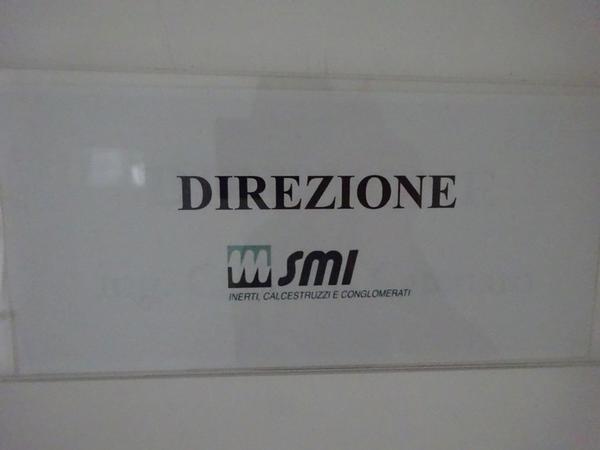 DIREZIONE
SMI
INERTI, CALCESTRUZZI E CONGLOMERATI